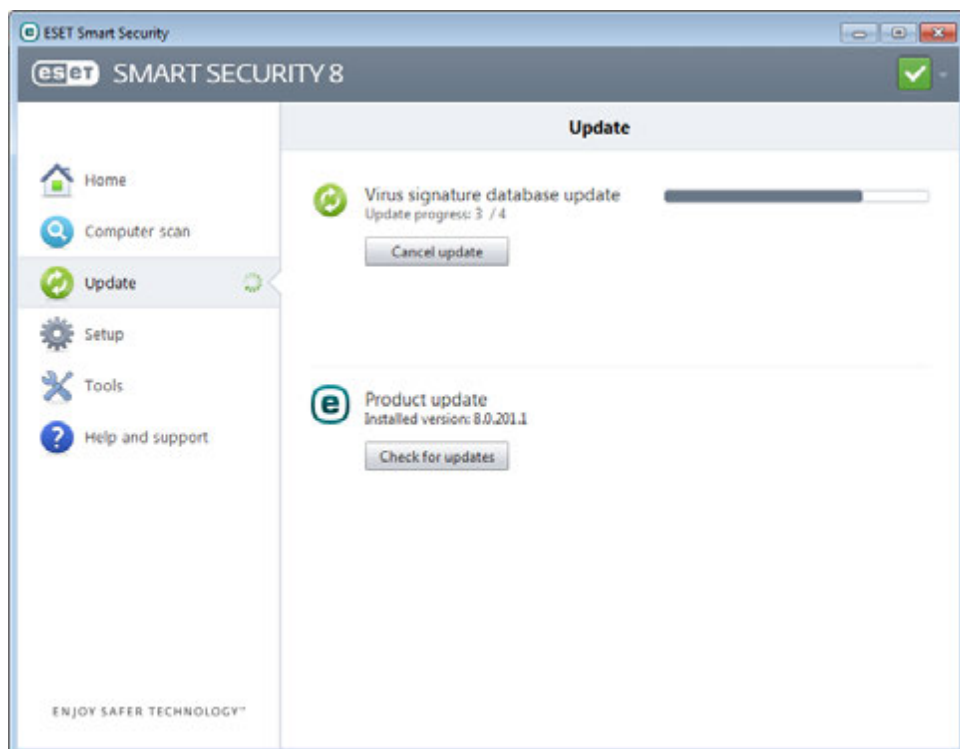 ESET Smart Security
eset SMART SECURITY 8
Update
Home
Computer scan
Update
Setup
Tools
Help and support
Virus signature database update
Update progress: 3 / 4
Cancel update
Product update
Installed version: 8.0.201.1
Check for updates
ENJOY SAFER TECHNOLOGY™